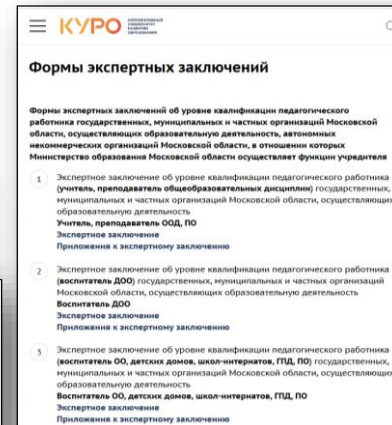 КУРО КОРПОРАТИВНЫЙ
УНИВЕРСИТЕТ
РАЗВИТИЯ
ОБРАЗОВАНИЯ
Формы экспертных заключений
Формы экспертных заключений об уровне квалификации педагогического
работника государственных, муниципальных и частных организаций Московской
области, осуществляющих образовательную деятельность, автономных
некоммерческих организаций Московской области, в отношении которых
Министерство образования Московской области осуществляет функции учредителя
1 Экспертное заключение об уровне квалификации педагогического работника
(учитель, преподаватель общеобразовательных дисциплин) государственных,
муниципальных и частных организаций Московской области, осуществляющих
образовательную деятельность
Учитель, преподаватель ООД, ПО
Экспертное заключение
Приложения к экспертному заключению
2 Экспертное заключение об уровне квалификации педагогического работника
(воспитатель ДОО) государственных, муниципальных и частных организаций
Московской области, осуществляющих образовательную деятельность
Воспитатель ДОО
Экспертное заключение
Приложения к экспертному заключению
3 Экспертное заключение об уровне квалификации педагогического работника
(воспитатель ОО, детских домов, школ-интернатов, ГПД, ПО) государственных,
муниципальных и частных организаций Московской области, осуществляющих
образовательную деятельность
Воспитатель ОО, детских домов, школ-интернатов, ГПД, ПО
Экспертное заключение
Приложения к экспертному заключению